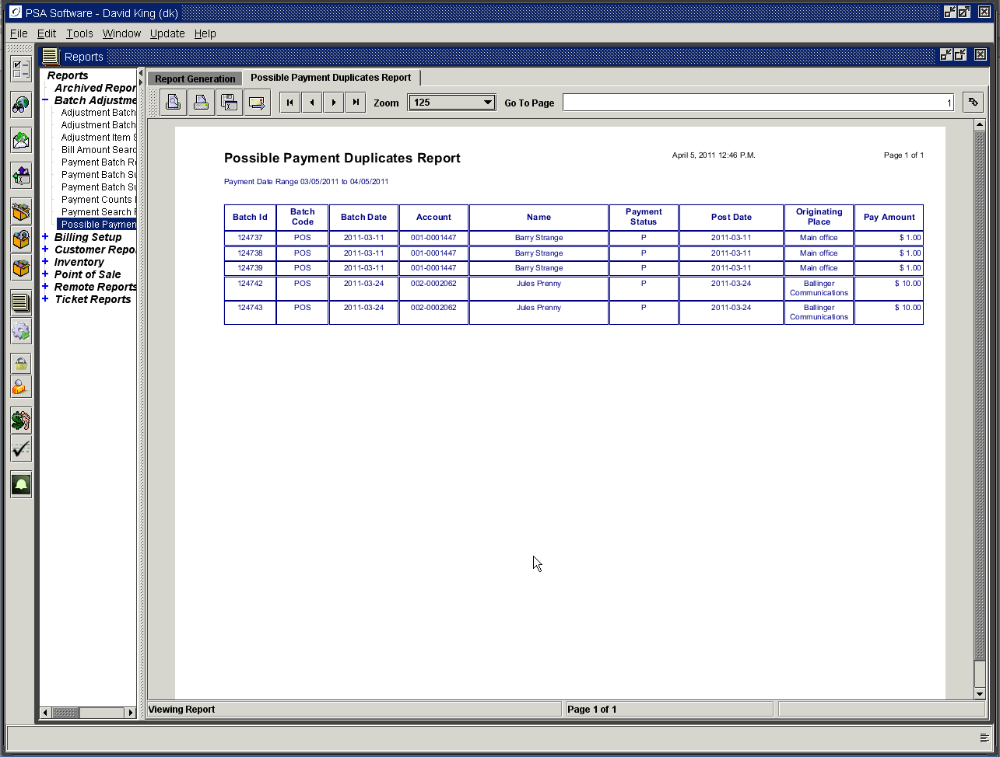 PSA Software - David King (dk)
File Edit Tools Window Update Help
Reports
Reports
Archived Repor
Batch Adjustme
Adjustment Batch
Adjustment Batch
Adjustment Item S
Bill Amount Searc
Payment Batch Re
Payment Batch Su
Payment Batch Su
Payment Counts
Payment Search
Possible Paymen
Billing Setup
Customer Repo
Inventory
Point of Sale
Remote Reports
Ticket Reports
Report Generation Possible Payment Duplicates Report
Zoom 125 Go To Page 1
Possible Payment Duplicates Report April 5, 2011 12:46 P.M. Page 1 of 1
Payment Date Range 03/05/2011 to 04/05/2011
Batch Id Batch Code Batch Date Account Name Payment Status Post Date Originating Place Pay Amount
124737 POS 2011-03-11 001-0001447 Barry Strange P 2011-03-11 Main office $ 1.00
124738 POS 2011-03-11 001-0001447 Barry Strange P 2011-03-11 Main office $ 1.00
124739 POS 2011-03-11 001-0001447 Barry Strange P 2011-03-11 Main office $ 1.00
124742 POS 2011-03-24 002-0002062 Jules Prenny P 2011-03-24 Ballinger Communications $ 10.00
124743 POS 2011-03-24 002-0002062 Jules Prenny P 2011-03-24 Ballinger Communications $ 10.00
Viewing Report Page 1 of 1